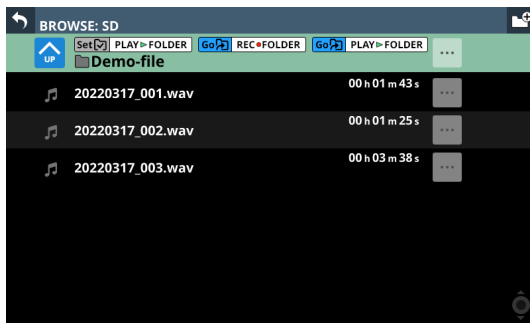 BROWSE: SD
Set PLAY FOLDER Go REC FOLDER Go PLAY FOLDER
UP Demo-file ...
20220317_001.wav 00 h 01 m 43 s ...
20220317_002.wav 00 h 01 m 25 s ...
20220317_003.wav 00 h 03 m 38 s ...